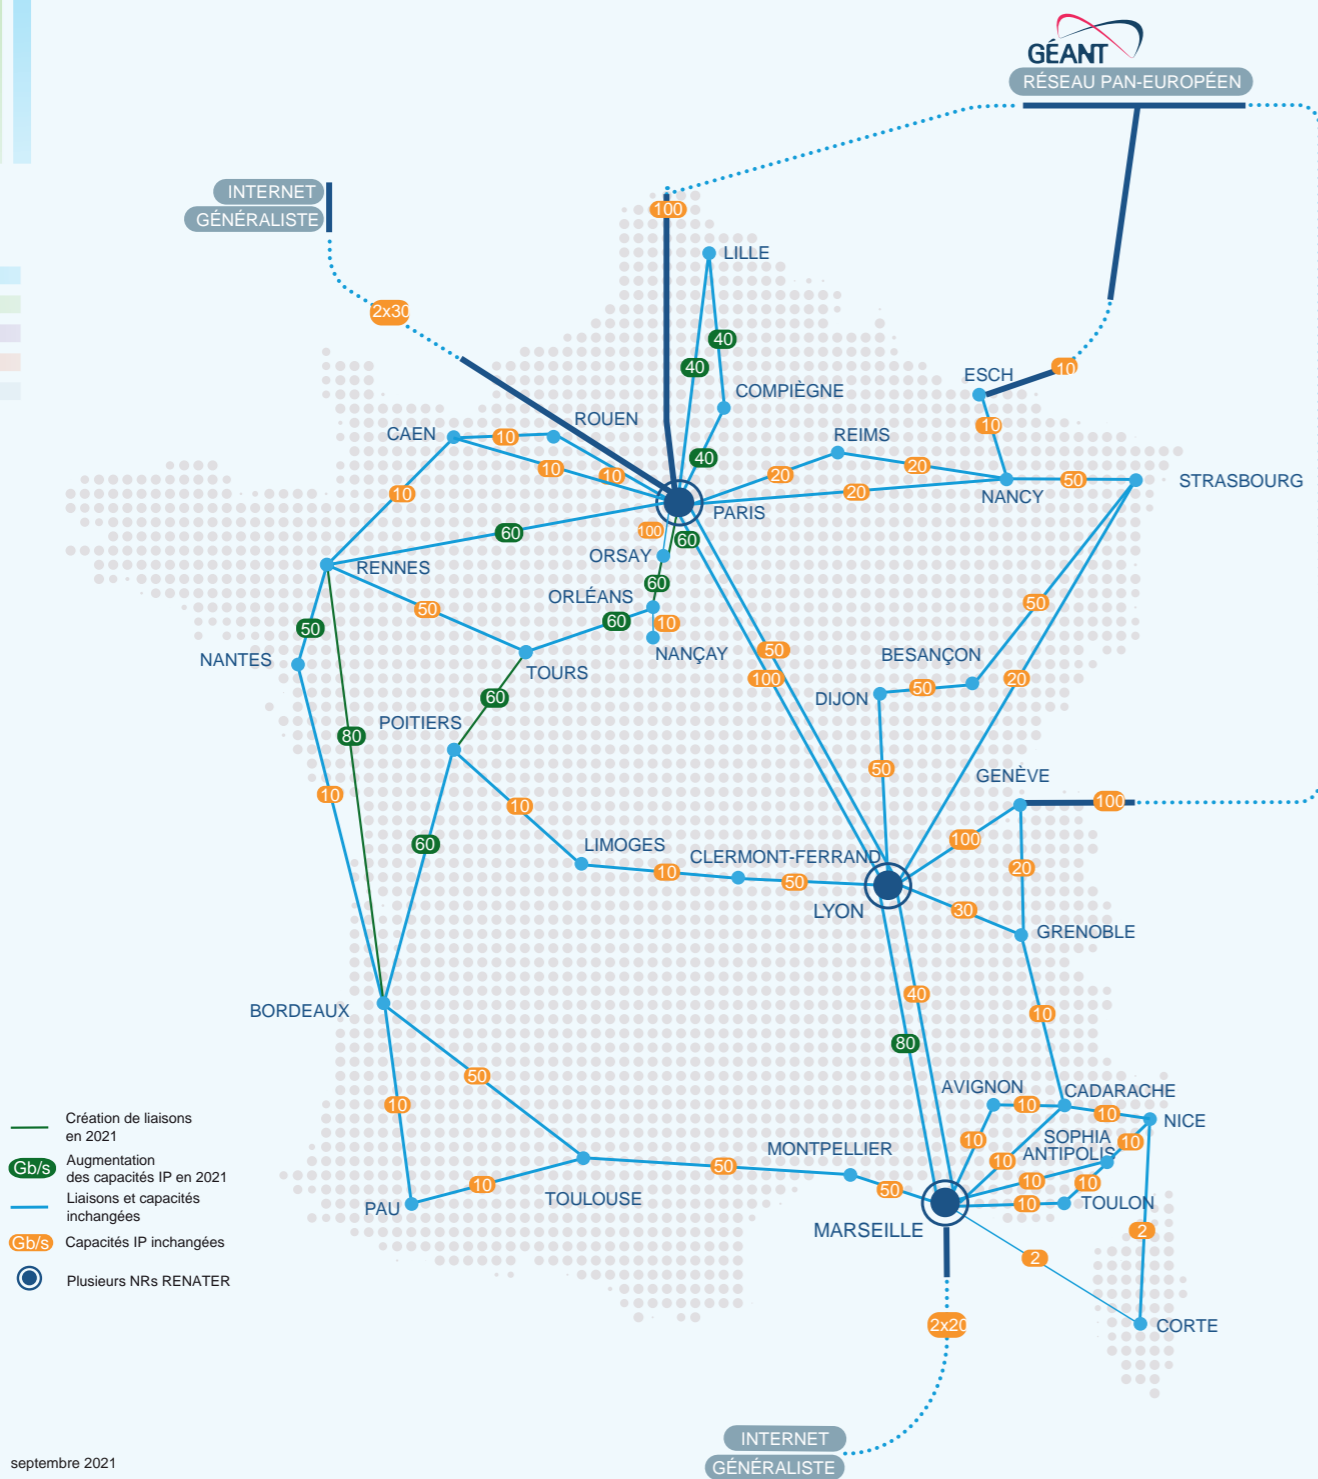 GÉANT
RÉSEAU PAN-EUROPÉEN
INTERNET
GÉNÉRALISTE
100
LILLE
2x30
40
40
10
ESCH
COMPIÈGNE
ROUEN
CAEN
10
10
10
REIMS
10
20
20
40
10
20
50
NANCY
STRASBOURG
PARIS
60
100
60
ORSAY
RENNES
60
ORLÉANS
50
60
10
50
50
NANTES
NANÇAY
TOURS
50
100
BESANÇON
20
DIJON
50
60
POITIERS
80
50
GENÈVE
100
10
10
60
LIMOGES
CLERMONT-FERRAND
100
10
50
20
LYON
30
GRENOBLE
BORDEAUX
40
10
80
50
10
AVIGNON
CADARACHE
10
10
NICE
SOPHIA
ANTIPOLIS
10
10
10
10
10
10
MONTPELLIER
50
50
10
PAU
TOULOUSE
TOULON
MARSEILLE
2
2
CORTE
2x20
Création de liaisons
en 2021
Gb/s
Augmentation
des capacités IP en 2021
Liaisons et capacités
inchangées
Gb/s
Capacités IP inchangées
Plusieurs NRs RENATER
INTERNET
GÉNÉRALISTE
septembre 2021